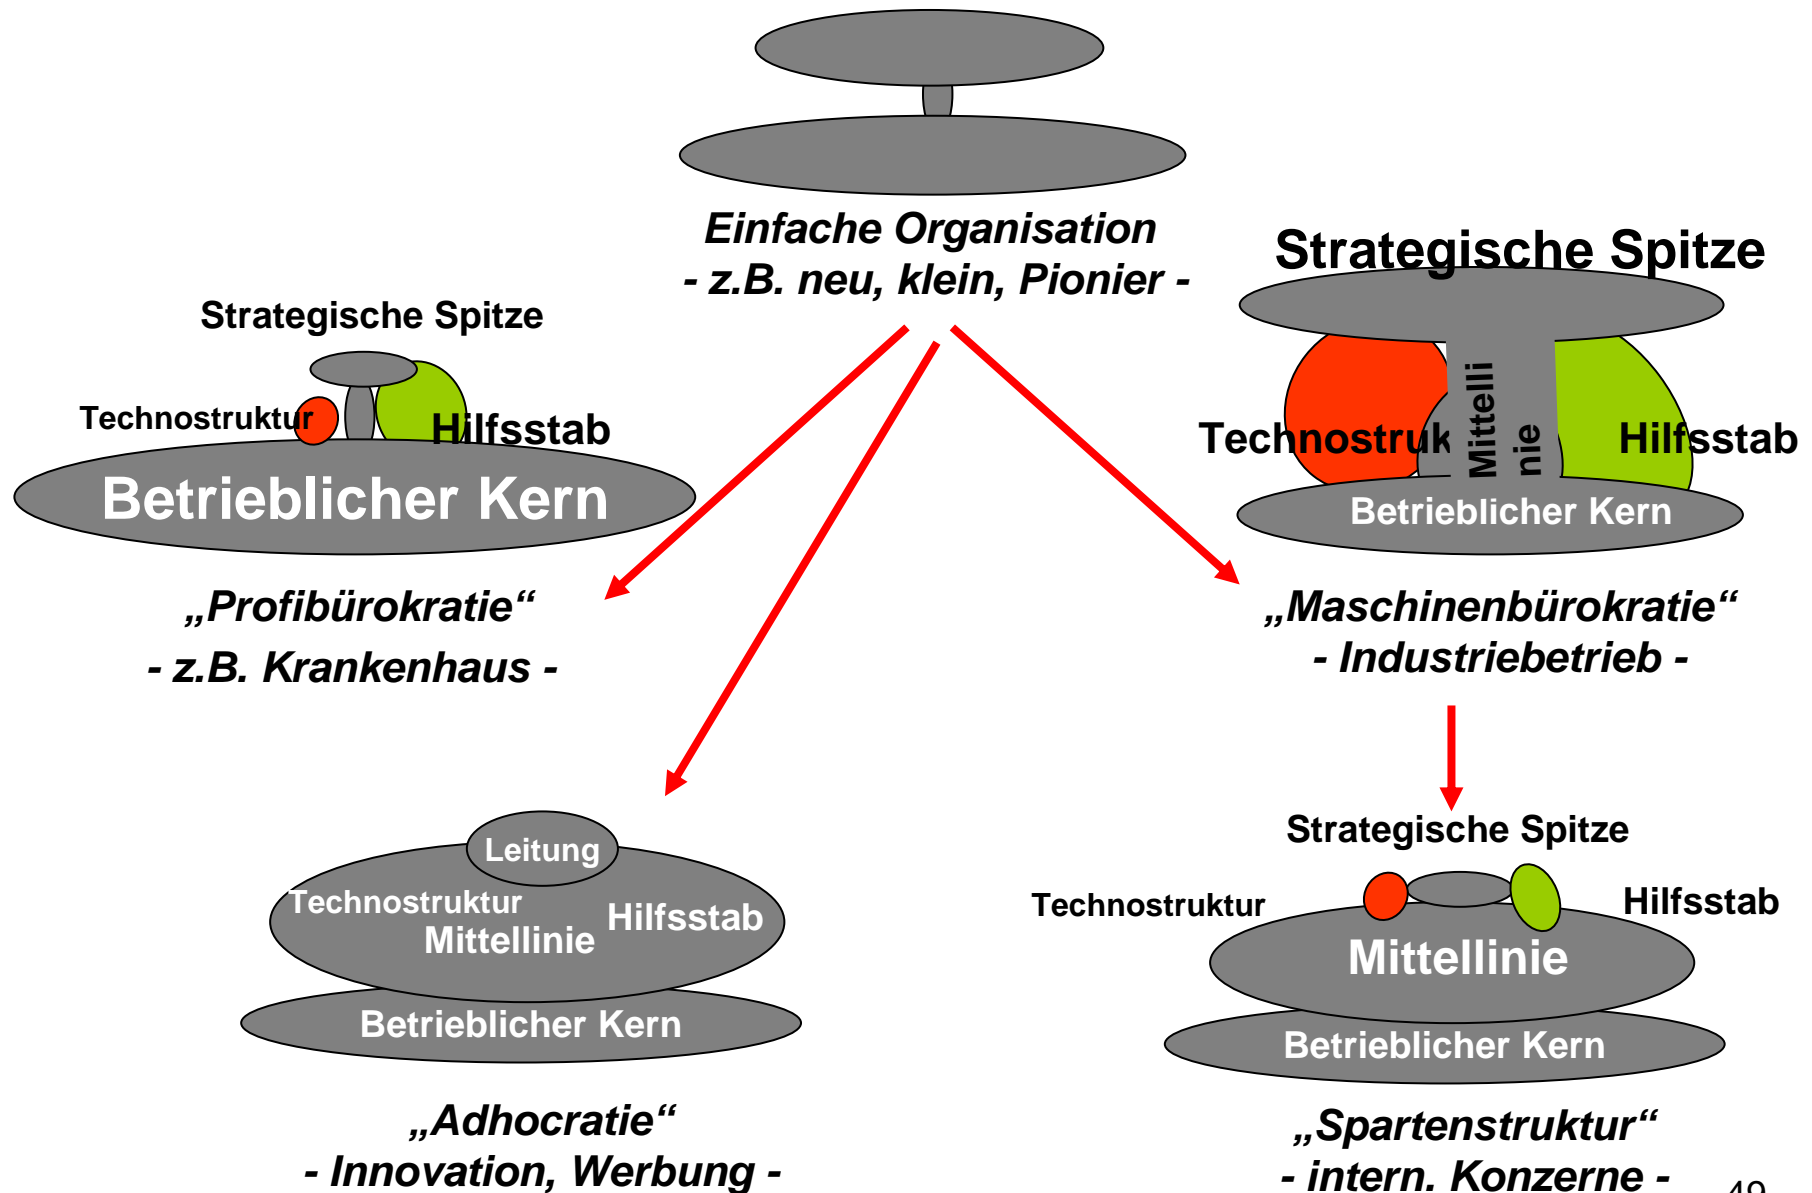 Einfache Organisation
- z.B. neu, klein, Pionier -
Strategische Spitze
Technostruktur
Hilfsstab
Betrieblicher Kern
„Profibürokratie“
- z.B. Krankenhaus -
Strategische Spitze
Technostruk
Mittelli
nie
Hilfsstab
Betrieblicher Kern
„Maschinenbürokratie“
- Industriebetrieb -
Leitung
Technostruktur
Mittellinie
Hilfsstab
Betrieblicher Kern
„Adhocratie“
- Innovation, Werbung -
Strategische Spitze
Technostruktur
Hilfsstab
Mittellinie
Betrieblicher Kern
„Spartenstruktur“
- intern. Konzerne -
49